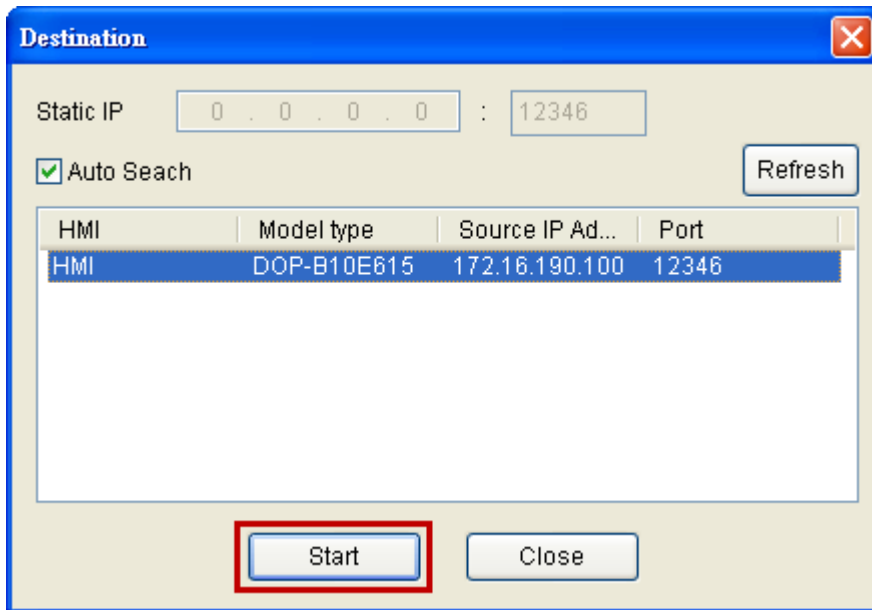 Destination
Static IP 0 . 0 . 0 . 0 : 12346
Auto Seach
Refresh
HMI Model type Source IP Ad... Port
HMI DOP-B10E615 172.16.190.100 12346
Start Close